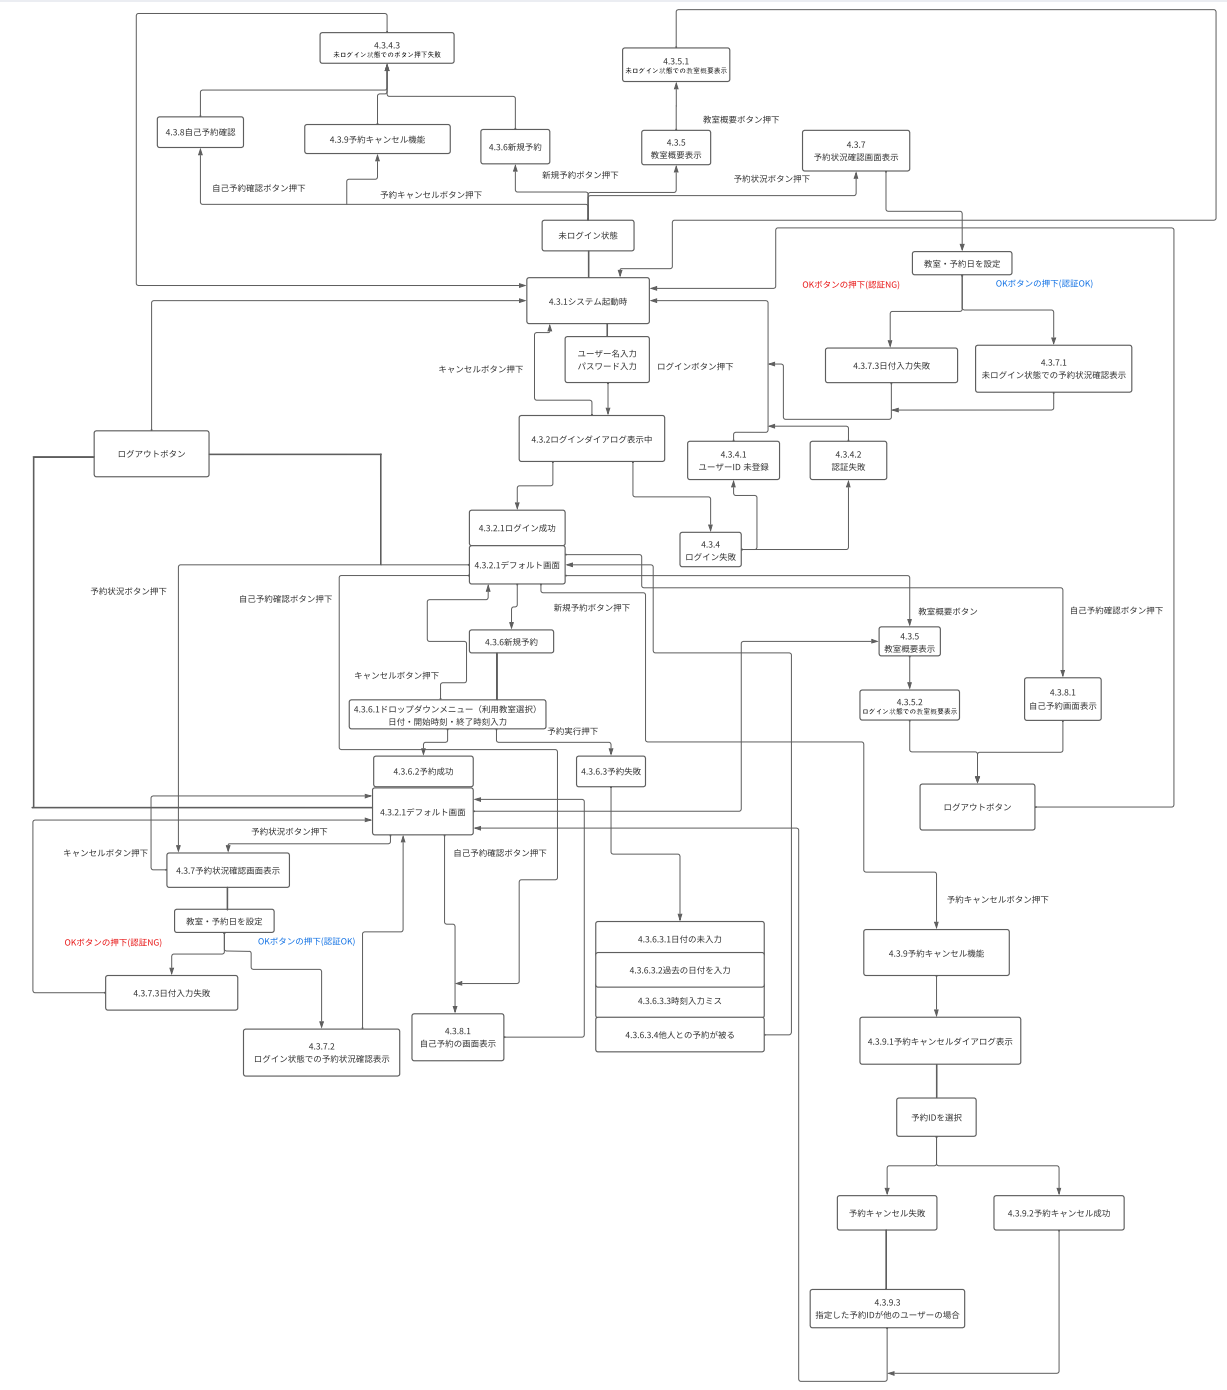 4.3.4.3
未ログイン状態でのボタン押下失敗
4.3.5.1
未ログイン状態での教室概要表示
教室概要ボタン押下
4.3.8自己予約確認
4.3.9予約キャンセル機能
4.3.6新規予約
4.3.5
教室概要表示
4.3.7
予約状況確認画面表示
自己予約確認ボタン押下
予約キャンセルボタン押下
新規予約ボタン押下
予約状況ボタン押下
未ログイン状態
教室・予約日を設定
OKボタンの押下(認証NG)
OKボタンの押下(認証OK)
4.3.1システム起動時
ユーザー名入力
パスワード入力
キャンセルボタン押下
ログインボタン押下
4.3.7.3日付入力失敗
4.3.7.1
未ログイン状態での予約状況確認表示
4.3.2ログインダイアログ表示中
ログアウトボタン
4.3.4.1
ユーザーID 未登録
4.3.4.2
認証失敗
4.3.2.1ログイン成功
4.3.4
ログイン失敗
4.3.2.1デフォルト画面
予約状況ボタン押下
自己予約確認ボタン押下
新規予約ボタン押下
教室概要ボタン
自己予約確認ボタン押下
4.3.6新規予約
4.3.5
教室概要表示
キャンセルボタン押下
4.3.6.1ドロップダウンメニュー（利用教室選択）
日付・開始時刻・終了時刻入力
4.3.5.2
ログイン状態での教室概要表示
4.3.8.1
自己予約画面表示
予約実行押下
4.3.6.2予約成功
4.3.6.3予約失敗
4.3.2.1デフォルト画面
ログアウトボタン
予約状況ボタン押下
キャンセルボタン押下
自己予約確認ボタン押下
4.3.7予約状況確認画面表示
教室・予約日を設定
予約キャンセルボタン押下
OKボタンの押下(認証NG)
OKボタンの押下(認証OK)
4.3.6.3.1日付の未入力
4.3.6.3.2過去の日付を入力
4.3.6.3.3時刻入力ミス
4.3.6.3.4他人との予約が被る
4.3.9予約キャンセル機能
4.3.7.3日付入力失敗
4.3.8.1
自己予約の画面表示
4.3.7.2
ログイン状態での予約状況確認表示
4.3.9.1予約キャンセルダイアログ表示
予約IDを選択
予約キャンセル失敗
4.3.9.2予約キャンセル成功
4.3.9.3
指定した予約IDが他のユーザーの場合